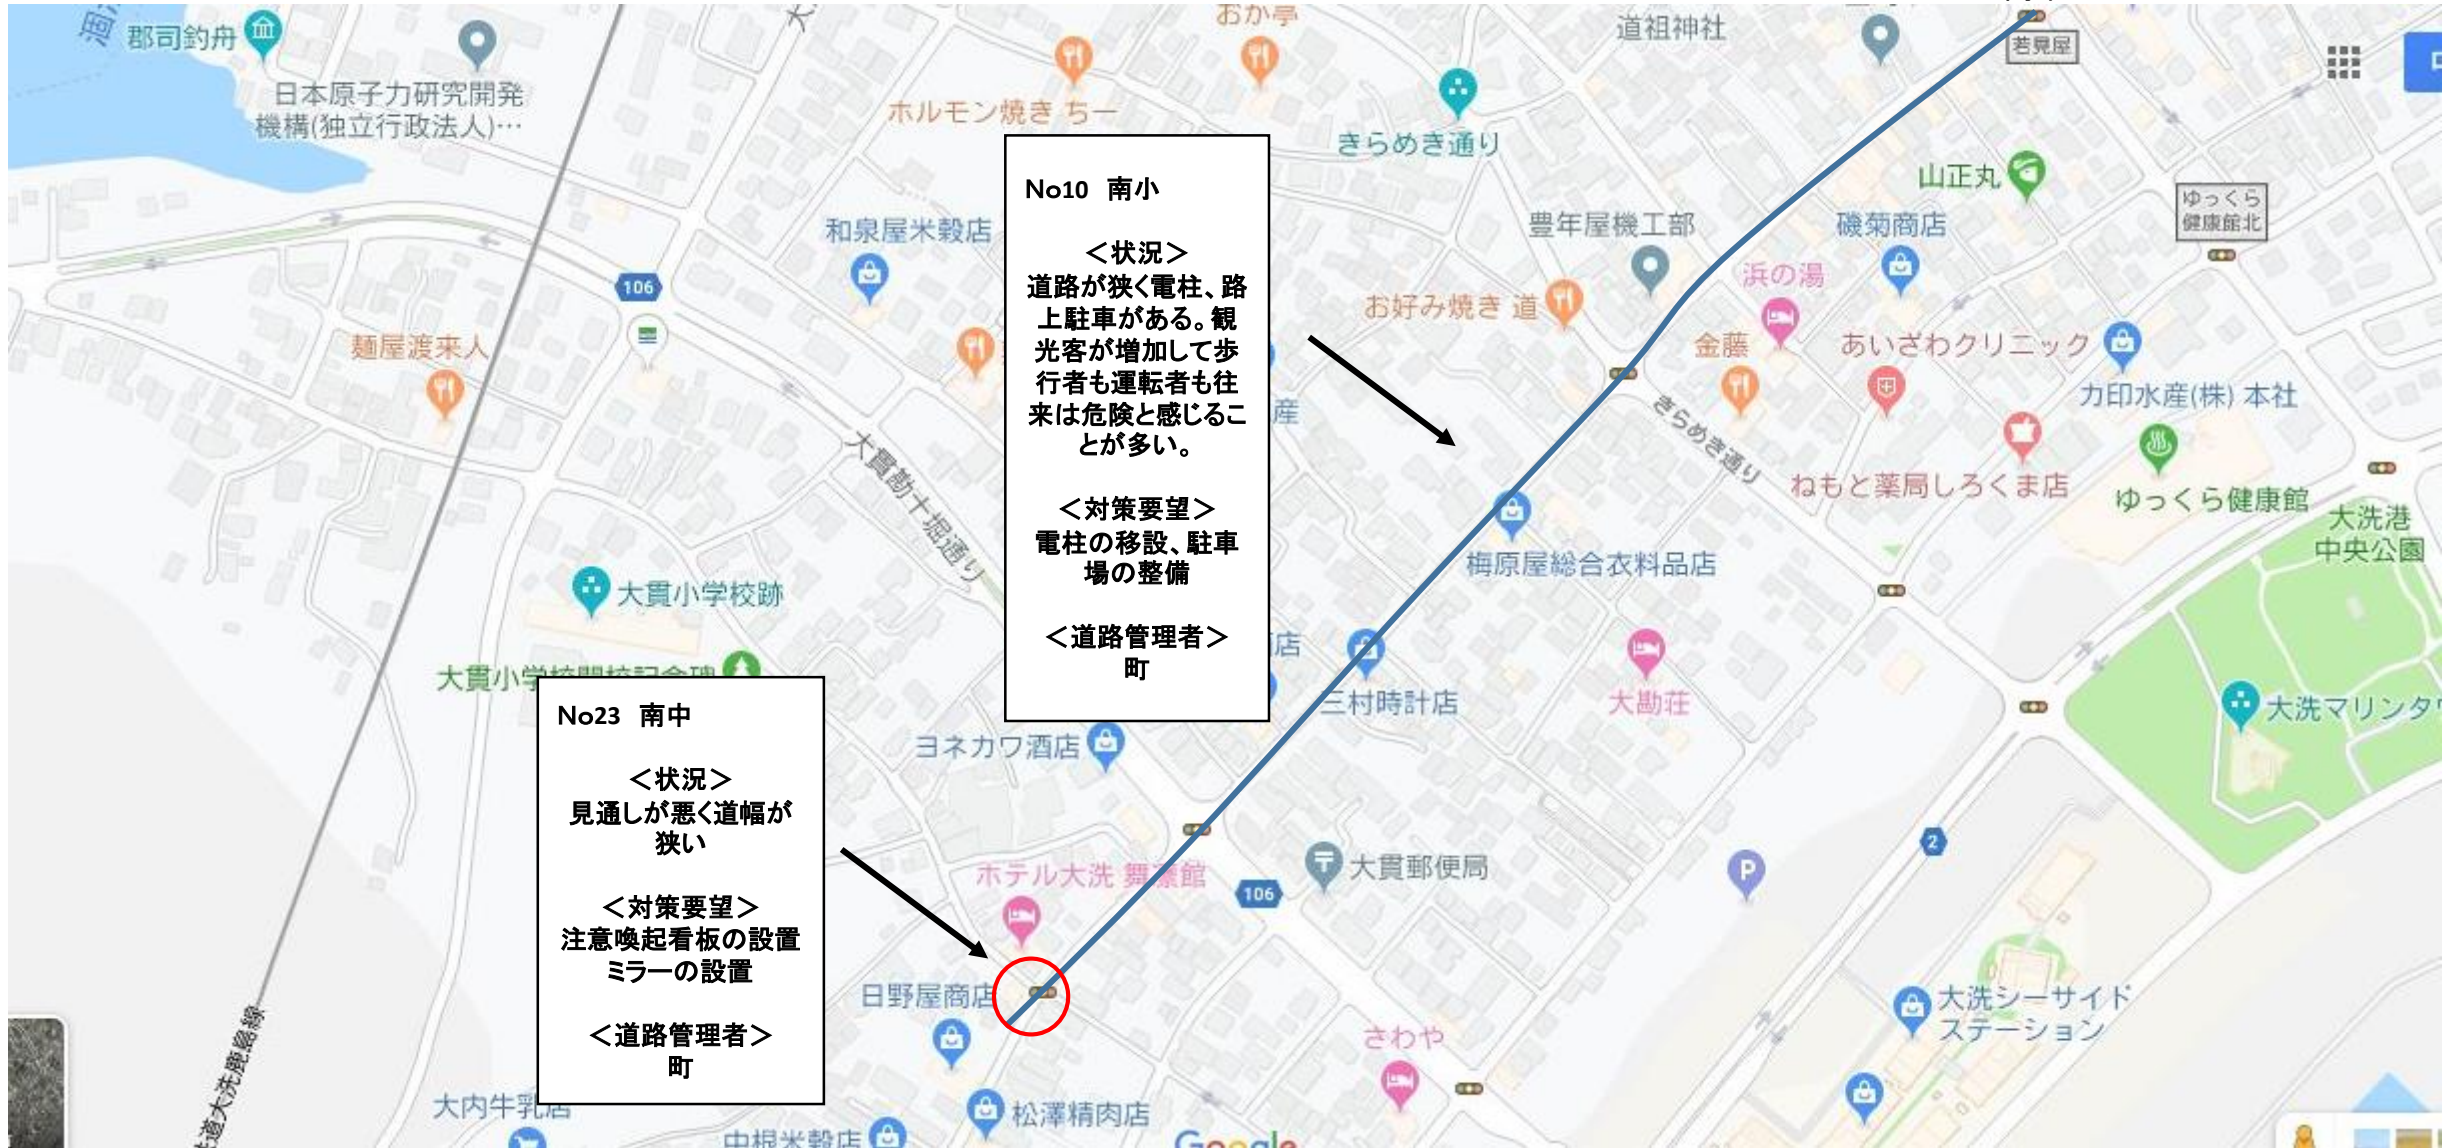 郡司釣舟
日本原子力研究開発
機構(独立行政法人)…
ホルモン焼き ちー
おか亭
きらめき通り
道祖神社
若見屋
山正丸
ゆっくら
健康館北
No10 南小
＜状況＞
道路が狭く電柱、路
上駐車がある。観
光客が増加して歩
行者も運転者も往
来は危険と感じるこ
とが多い。
＜対策要望＞
電柱の移設、駐車
場の整備
＜道路管理者＞
町
和泉屋米穀店
106
麺屋渡来人
大貫勘十堀通り
豊年屋機工部
磯菊商店
浜の湯
お好み焼き 道
金藤
あいざわクリニック
力印水産(株) 本社
きらめき通り
ねもと薬局しろくま店
ゆっくら健康館
大洗港
中央公園
産
梅原屋総合衣料品店
大貫小学校跡
店
三村時計店
大勘荘
大洗マリンタ
No23 南中
＜状況＞
見通しが悪く道幅が
狭い
＜対策要望＞
注意喚起看板の設置
ミラーの設置
＜道路管理者＞
町
ヨネカワ酒店
大貫郵便局
106
2
P
日野屋商店
大洗シーサイド
ステーション
さわや
松澤精肉店
大内牛乳店
中根米穀店
道大洗鹿島線
Google